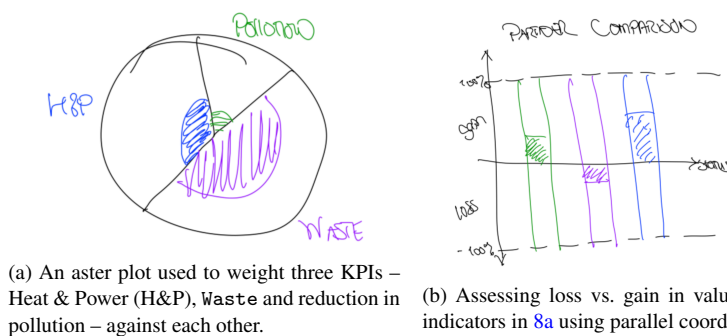 POLLUTION
H&P
WASTE
(a) An aster plot used to weight three KPIs –
Heat & Power (H&P), Waste and reduction in
pollution – against each other.
PARTNER COMPARISON
100%
gain
LOSS
-100%
(b) Assessing loss vs. gain in valu
indicators in 8a using parallel coord